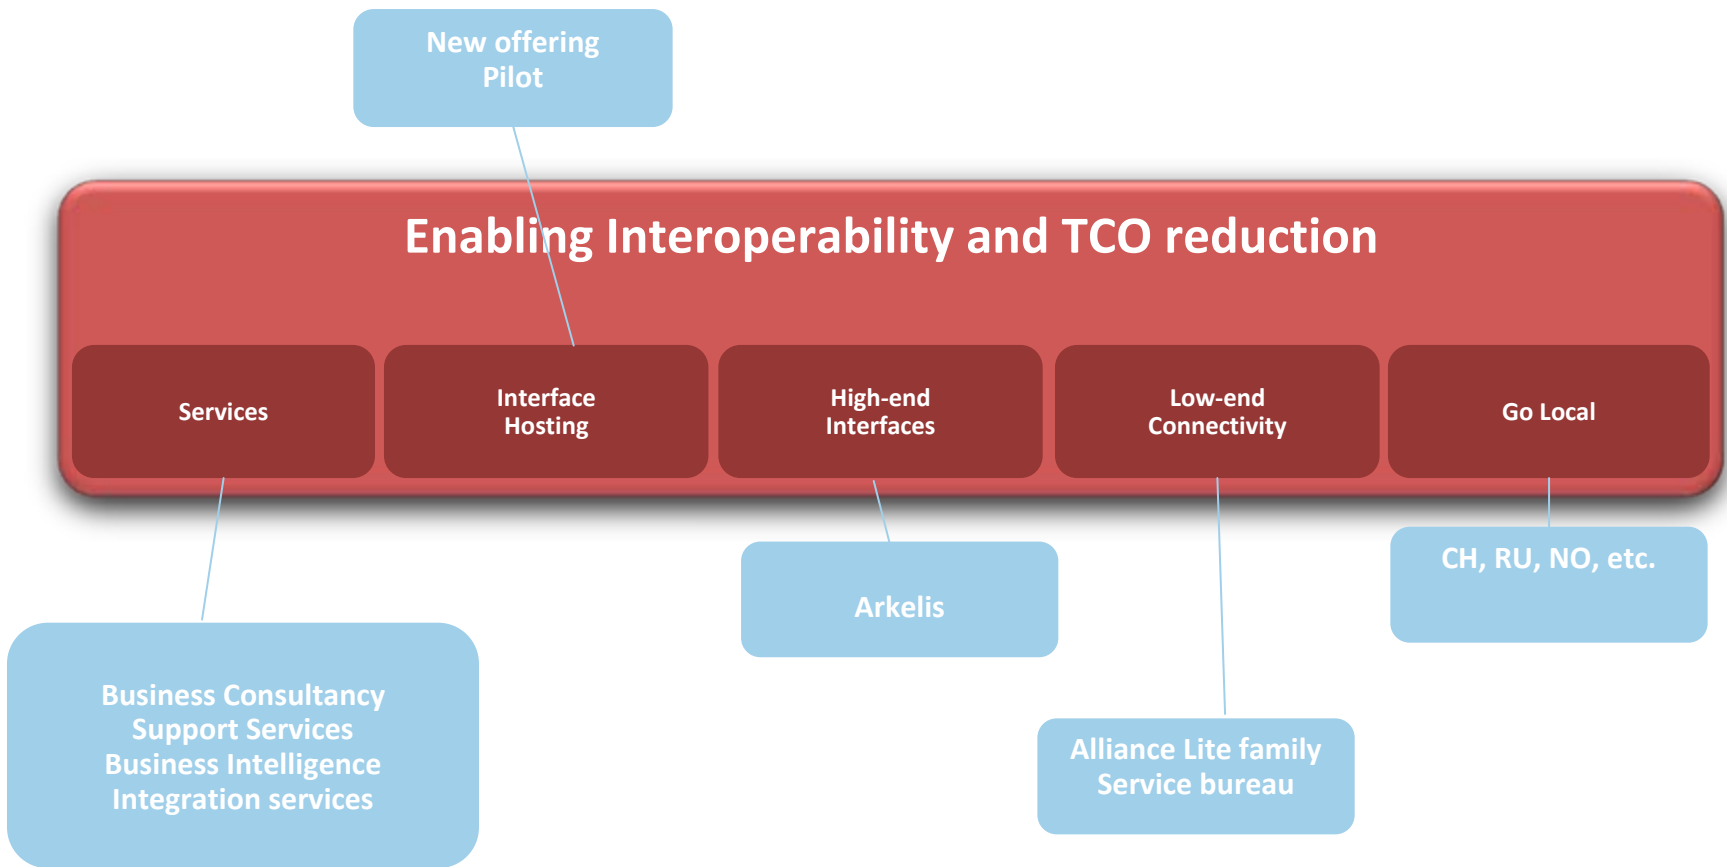 New offering
Pilot
Enabling Interoperability and TCO reduction
Services
Interface
Hosting
High-end
Interfaces
Low-end
Connectivity
Go Local
CH, RU, NO, etc.
Arkelis
Business Consultancy
Support Services
Business Intelligence
Integration services
Alliance Lite family
Service bureau